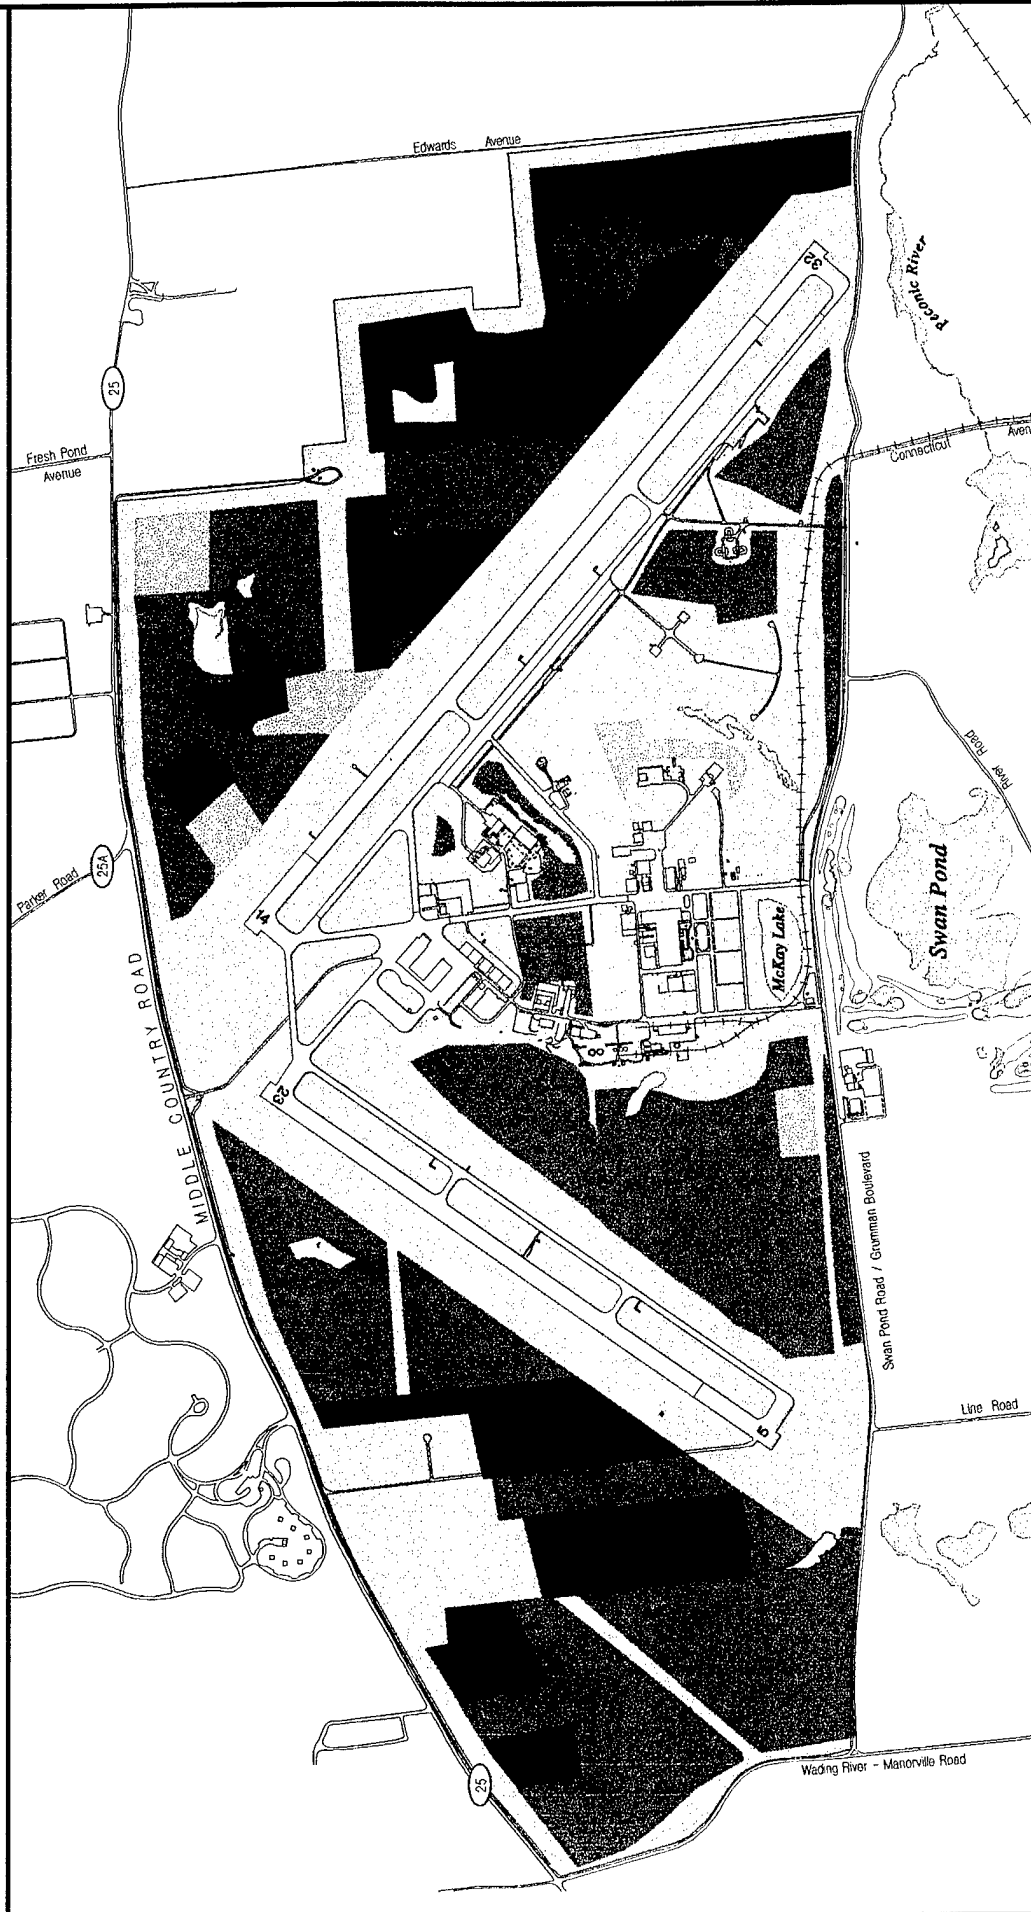 Edwards Avenue
Peconic River
32
25
Fresh Pond
Avenue
Connecticut
Aven
River Road
Parker Road
25A
14
McKay Lake
Swan Pond
MIDDLE COUNTRY ROAD
23
Swan Pond Road / Grumman Boulevard
5
Line Road
25
Wading River - Manorville Road